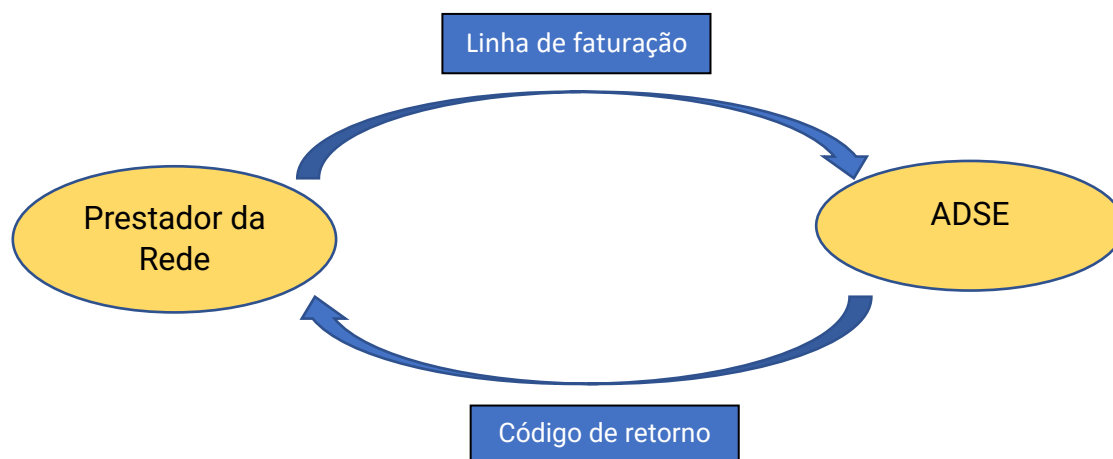 Linha de faturação
Prestador da
Rede
ADSE
Código de retorno